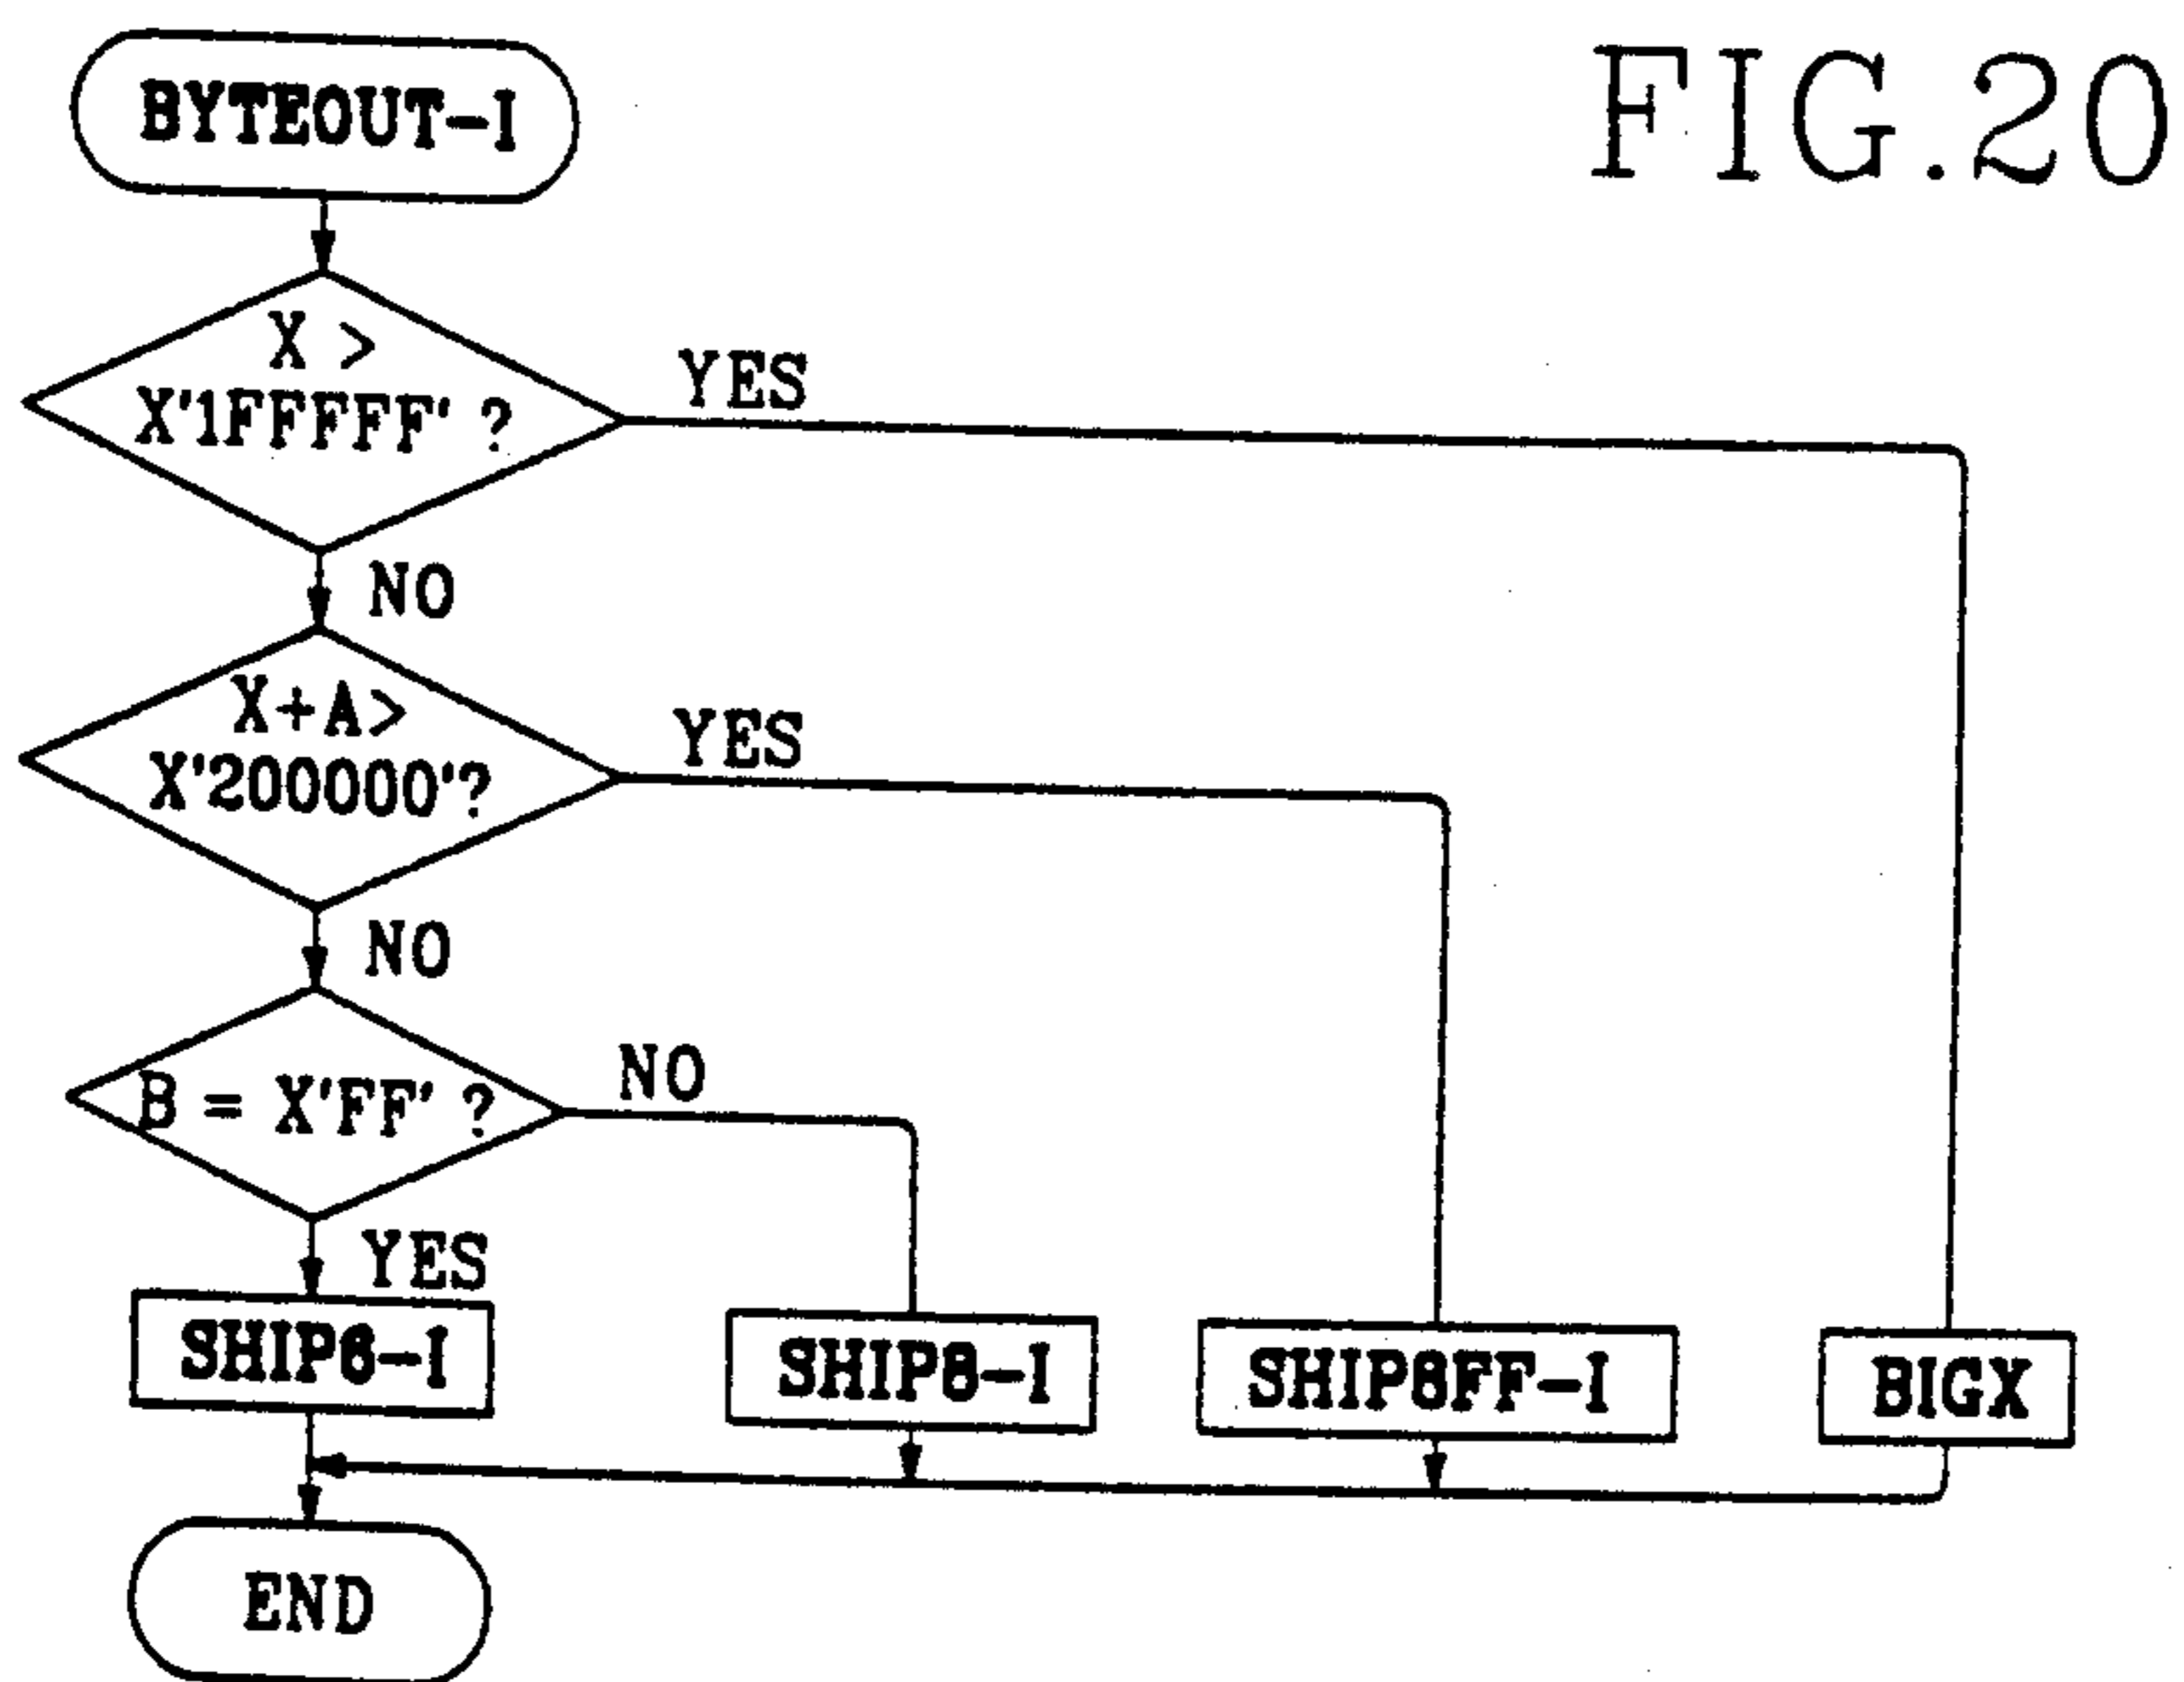 FIG.20
BYTEOUT-I
X >
X'1FFFFF' ?
YES
NO
X+A>
X'200000'?
YES
NO
B = X'FF' ?
NO
YES
SHIP6-I
SHIP8-I
SHIP8FF-I
BIGX
END